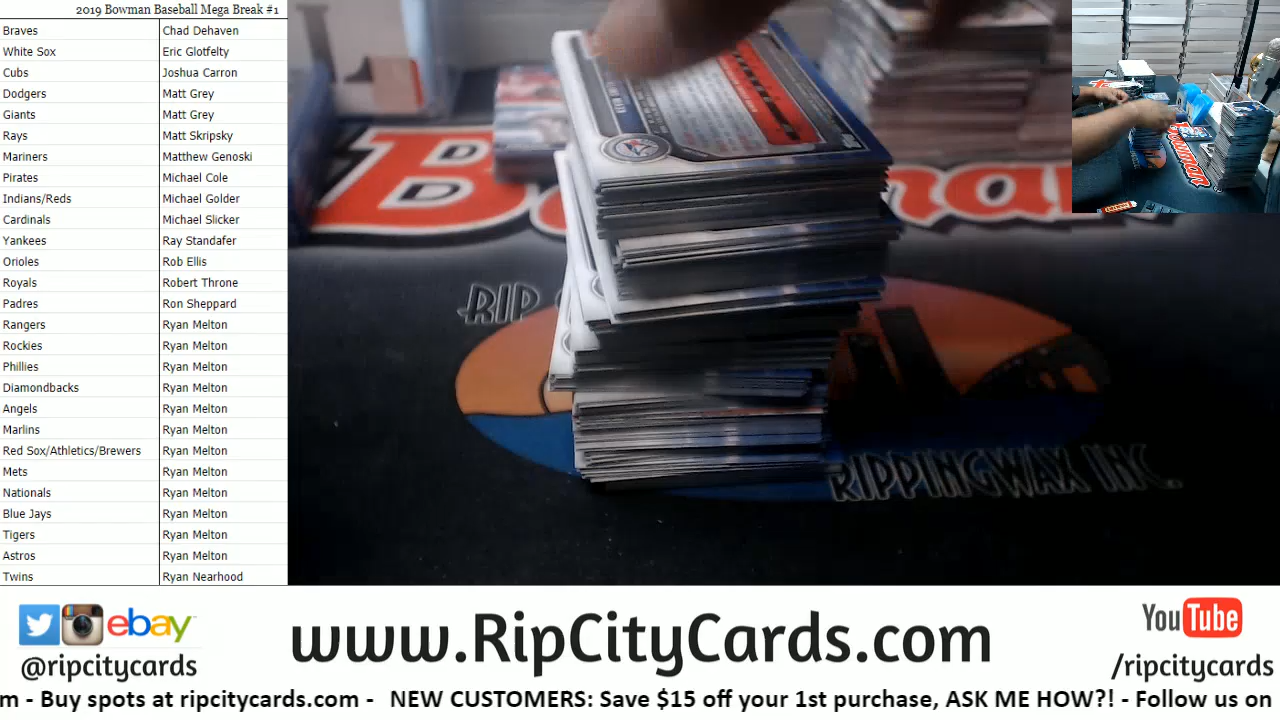 2019 Bowman Baseball Mega Break #1
Braves Chad Dehaven
White Sox Eric Glotfelty
Cubs Joshua Carron
Dodgers Matt Grey
Giants Matt Grey
Rays Matt Skripsky
Mariners Matthew Genoski
Pirates Michael Cole
Indians/Reds Michael Golder
Cardinals Michael Slicker
Yankees Ray Standafer
Orioles Rob Ellis
Royals Robert Throne
Padres Ron Sheppard
Rangers Ryan Melton
Rockies Ryan Melton
Phillies Ryan Melton
Diamondbacks Ryan Melton
Angels Ryan Melton
Marlins Ryan Melton
Red Sox/Athletics/Brewers Ryan Melton
Mets Ryan Melton
Nationals Ryan Melton
Blue Jays Ryan Melton
Tigers Ryan Melton
Astros Ryan Melton
Twins Ryan Nearhood
RIP
RIPPINGWAX INC.
ebay
@ripcitycards
www.RipCityCards.com
YouTube
/ripcitycards
m - Buy spots at ripcitycards.com - NEW CUSTOMERS: Save $15 off your 1st purchase, ASK ME HOW?! - Follow us on